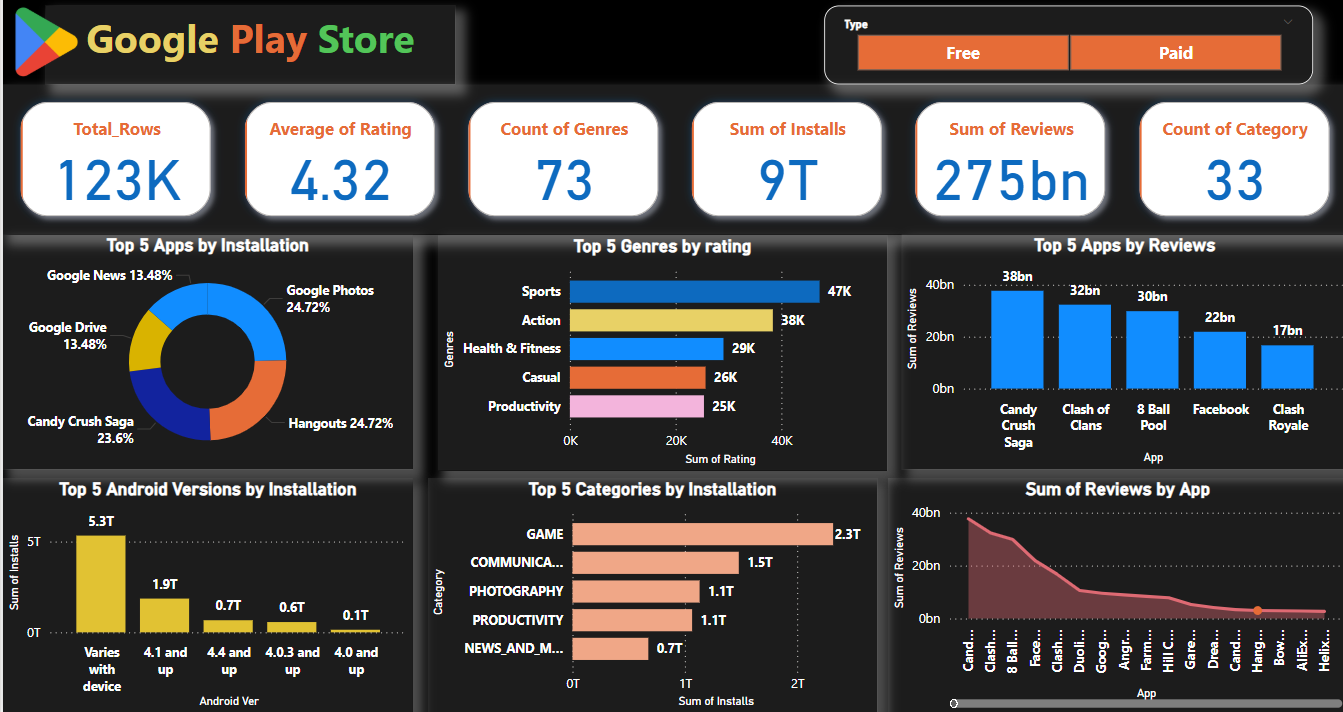 Google Play Store
Type
Free
Paid
Total_Rows
123K
Average of Rating
4.32
Count of Genres
73
Sum of Installs
9T
Sum of Reviews
275bn
Count of Category
33
Top 5 Apps by Installation
Google News 13.48%
Google Photos
24.72%
Google Drive
13.48%
Candy Crush Saga
23.6%
Hangouts 24.72%
Top 5 Genres by rating
Genres
Sports
47K
Action
38K
Health & Fitness
29K
Casual
26K
Productivity
25K
0K
20K
40K
Sum of Rating
Top 5 Apps by Reviews
Sum of Reviews
40bn
20bn
0bn
38bn
32bn
30bn
22bn
17bn
Candy
Crush
Saga
Clash of
Clans
8 Ball
Pool
Facebook
Clash
Royale
App
Top 5 Android Versions by Installation
Sum of Installs
5T
0T
5.3T
1.9T
0.7T
0.6T
0.1T
Varies
with
device
4.1 and
up
4.4 and
up
4.0.3 and
up
4.0 and
up
Android Ver
Top 5 Categories by Installation
Category
GAME
2.3T
COMMUNICA...
1.5T
PHOTOGRAPHY
1.1T
PRODUCTIVITY
1.1T
NEWS_AND_M...
0.7T
0T
1T
2T
Sum of Installs
Sum of Reviews by App
Sum of Reviews
40bn
20bn
0bn
Cand...
Clash...
8 Ball...
Face...
Clash...
Duoli...
Goog...
Angr...
Farm...
Hill C...
Gare...
Drea...
Cand...
Hang...
Bow...
AliEx...
Helix...
App